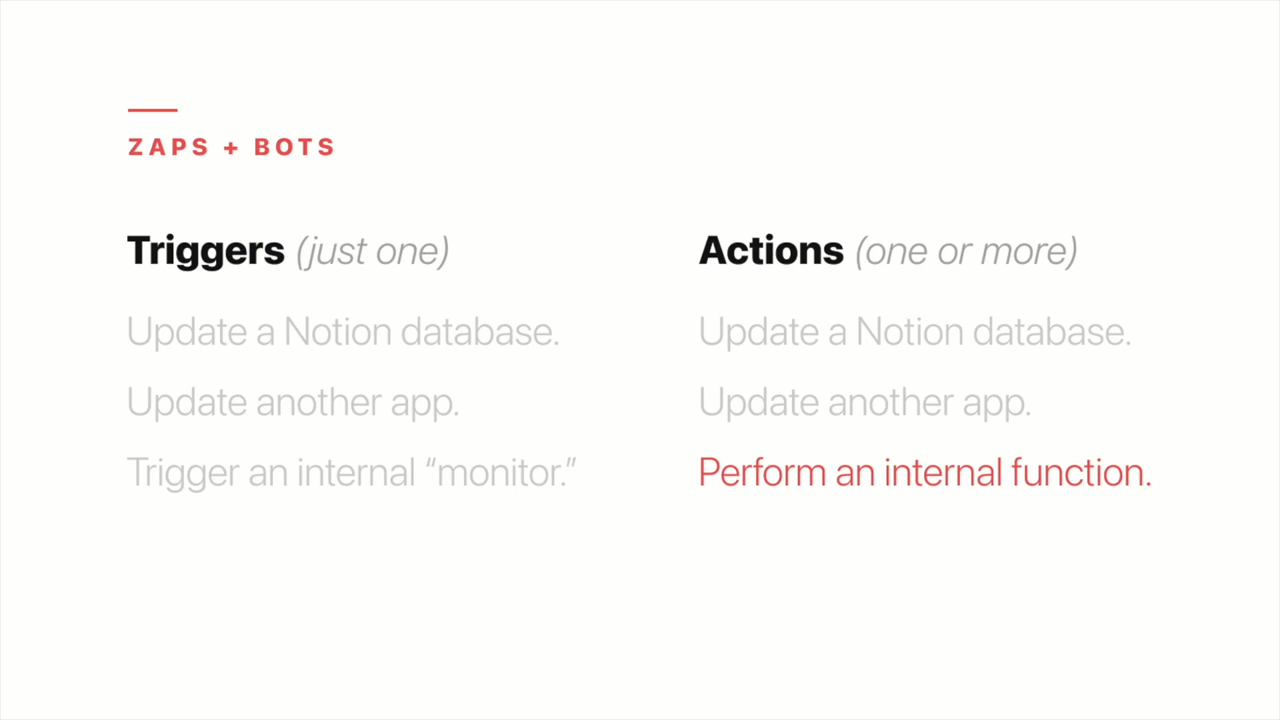 ZAPS + BOTS
Triggers (just one)
Update a Notion database.
Update another app.
Trigger an internal “monitor.”
Actions (one or more)
Update a Notion database.
Update another app.
Perform an internal function.